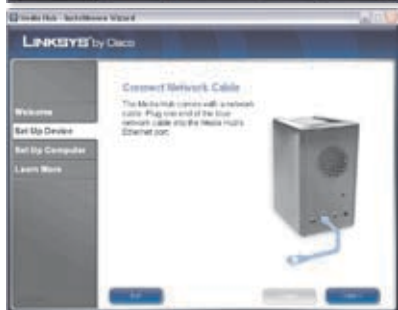 Media Hub - Installation Wizard
LINKSYS by Cisco
Connect Network Cable
The Media Hub comes with a network
cable. Plug one end of the blue
network cable into the Media Hub's
Ethernet port.
Welcome
Set Up Device
Set Up Computer
Learn More